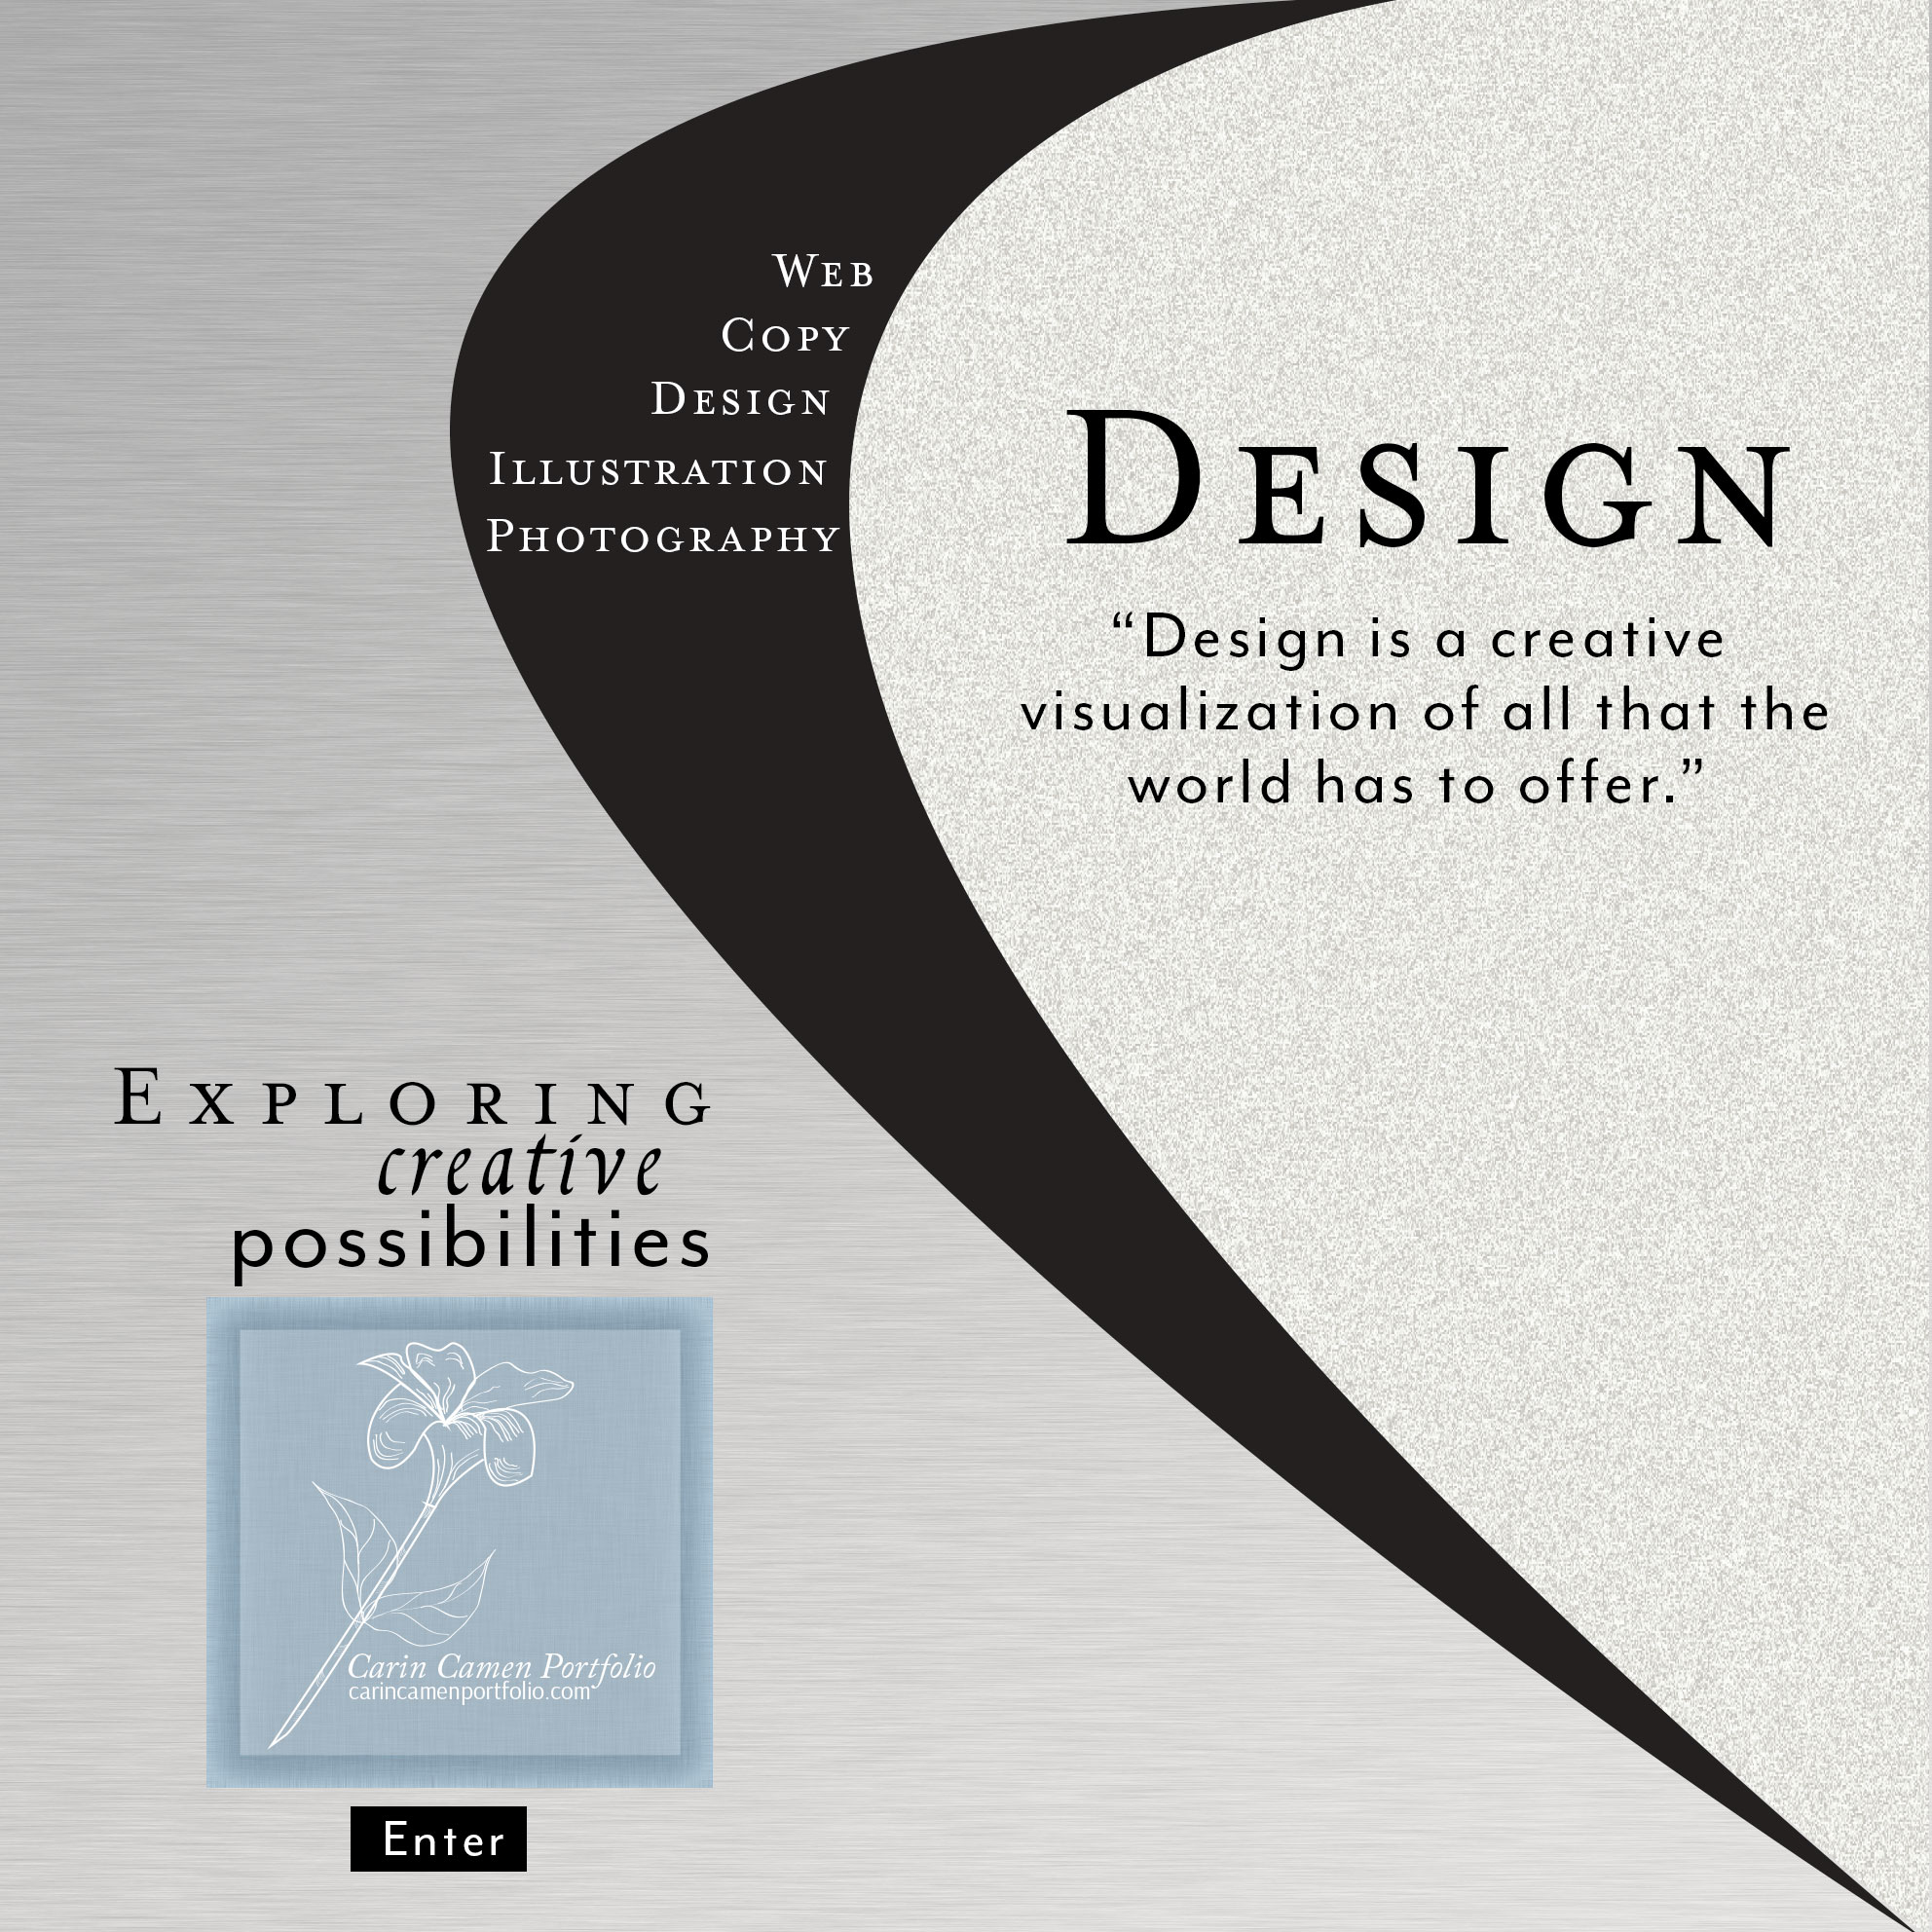 Web
Copy
Design
Illustration
Photography
Design
“Design is a creative
visualization of all that the
world has to offer.”
Exploring
creative
possibilities
Carin Camen Portfolio
carincamenportfolio.com
Enter